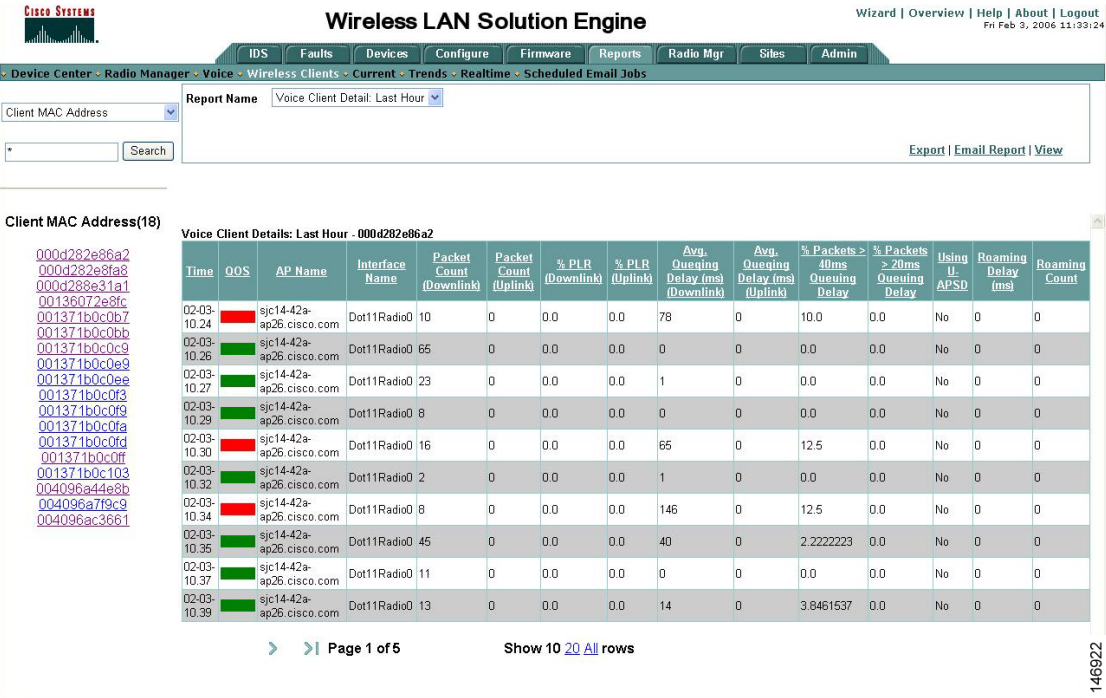 CISCO SYSTEMS
Wireless LAN Solution Engine
Wizard | Overview | Help | About | Logout
Fri Feb 3, 2006 11:33:24
IDS Faults Devices Configure Firmware Reports Radio Mgr Sites Admin
Device Center Radio Manager Voice Wireless Clients Current Trends Realtime Scheduled Email Jobs
Client MAC Address
* Search
Report Name Voice Client Detail: Last Hour
Export | Email Report | View
Client MAC Address(18)
000d282e86a2
000d282e8fa8
000d288e31a1
00136072e8fc
001371b0c0b7
001371b0c0bb
001371b0c0c9
001371b0c0e9
001371b0c0ee
001371b0c0f3
001371b0c0f9
001371b0c0fa
001371b0c0fd
001371b0c0ff
001371b0c103
004096a44e8b
004096a7f9c9
004096ac3661
Voice Client Details: Last Hour - 000d282e86a2
Time QOS AP Name Interface Name Packet Count (Downlink) Packet Count (Uplink) % PLR (Downlink) % PLR (Uplink) Avg. Queqing Delay (ms) (Downlink) Avg. Queqing Delay (ms) (Uplink) % Packets > 40ms Queuing Delay % Packets > 20ms Queuing Delay Using U-APSD Roaming Delay (ms) Roaming Count
02-03-10.24 sjc14-42a-ap26.cisco.com Dot11Radio0 10 0 0.0 0.0 78 0 10.0 0.0 No 0 0
02-03-10.26 sjc14-42a-ap26.cisco.com Dot11Radio0 65 0 0.0 0.0 0 0 0.0 0.0 No 0 0
02-03-10.27 sjc14-42a-ap26.cisco.com Dot11Radio0 23 0 0.0 0.0 1 0 0.0 0.0 No 0 0
02-03-10.29 sjc14-42a-ap26.cisco.com Dot11Radio0 8 0 0.0 0.0 0 0 0.0 0.0 No 0 0
02-03-10.30 sjc14-42a-ap26.cisco.com Dot11Radio0 16 0 0.0 0.0 65 0 12.5 0.0 No 0 0
02-03-10.32 sjc14-42a-ap26.cisco.com Dot11Radio0 2 0 0.0 0.0 1 0 0.0 0.0 No 0 0
02-03-10.34 sjc14-42a-ap26.cisco.com Dot11Radio0 8 0 0.0 0.0 146 0 12.5 0.0 No 0 0
02-03-10.35 sjc14-42a-ap26.cisco.com Dot11Radio0 45 0 0.0 0.0 40 0 2.2222223 0.0 No 0 0
02-03-10.37 sjc14-42a-ap26.cisco.com Dot11Radio0 11 0 0.0 0.0 0 0 0.0 0.0 No 0 0
02-03-10.39 sjc14-42a-ap26.cisco.com Dot11Radio0 13 0 0.0 0.0 14 0 3.8461537 0.0 No 0 0
Page 1 of 5 Show 10 20 All rows
146922